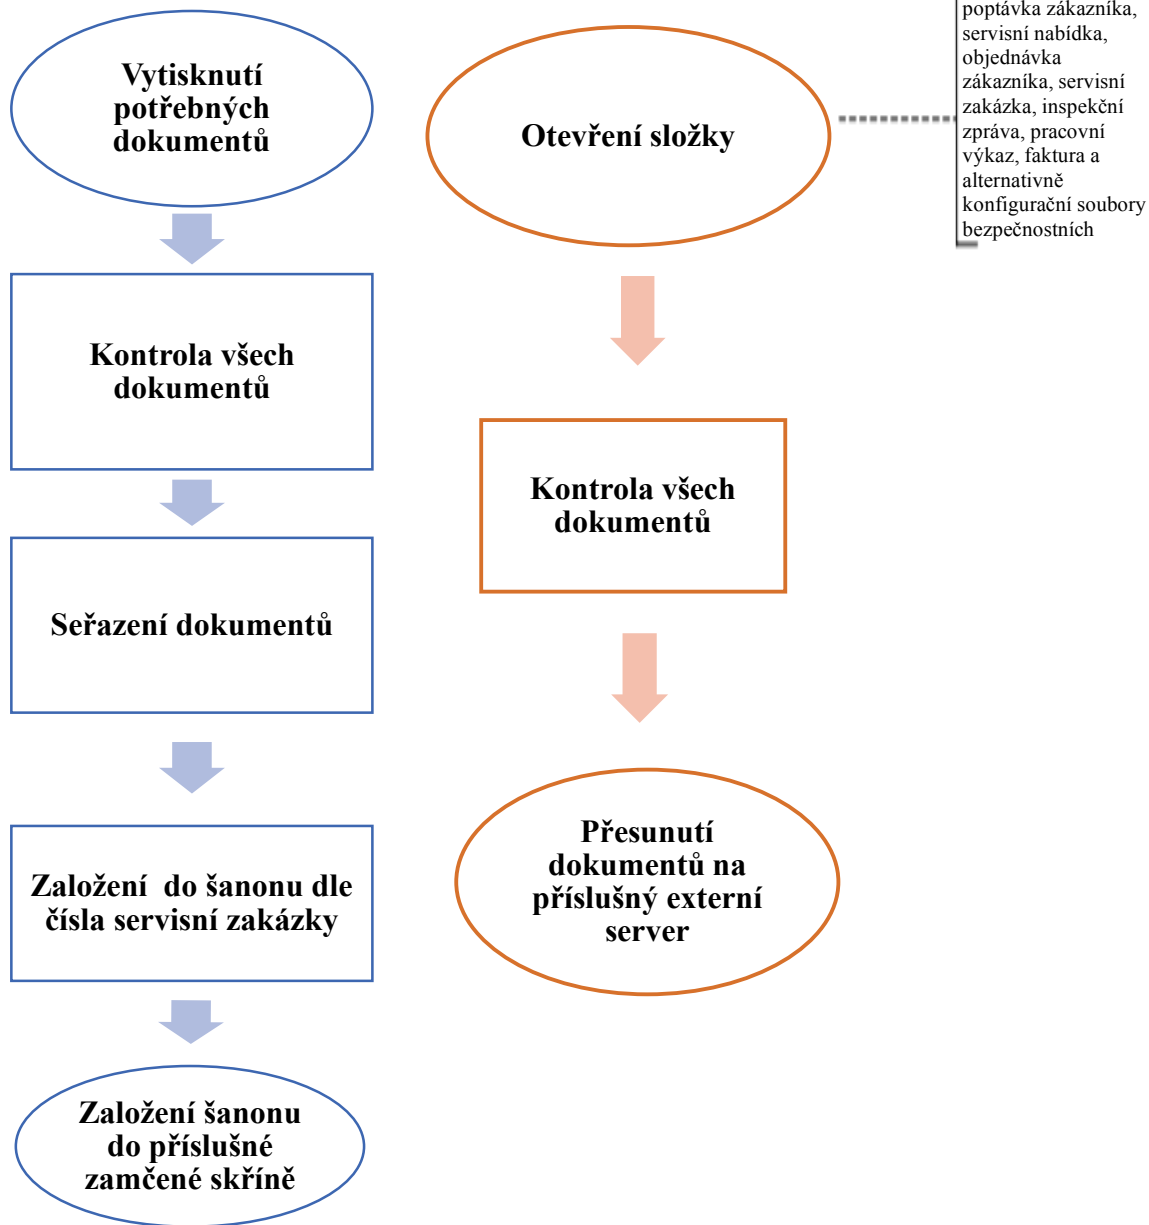 Vytisknutí
potřebných
dokumentů
Kontrola všech
dokumentů
Seřazení dokumentů
Založení  do šanonu dle
čísla servisní zakázky
Založení šanonu
do příslušné
zamčené skříně
Otevření složky
Kontrola všech
dokumentů
Přesunutí
dokumentů na
příslušný externí
server
poptávka zákazníka,
servisní nabídka,
objednávka
zákazníka, servisní
zakázka, inspekční
zpráva, pracovní
výkaz, faktura a
alternativně
konfigurační soubory
bezpečnostních